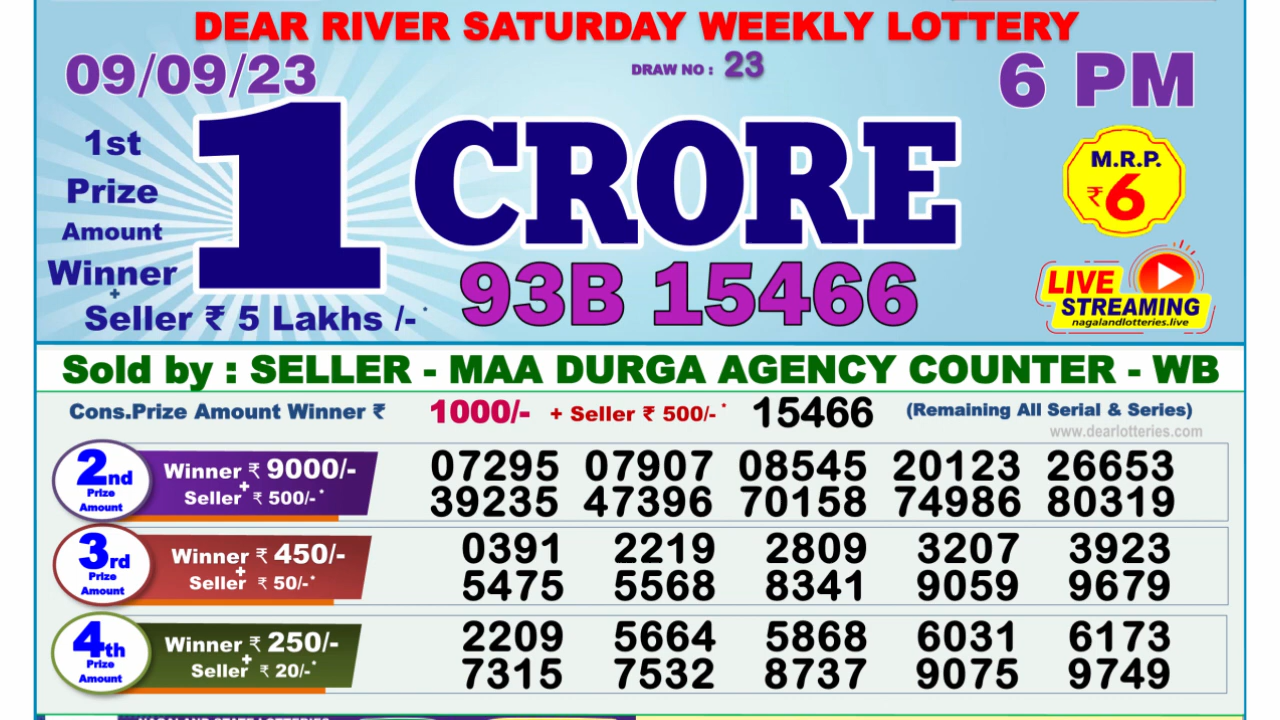 DEAR RIVER SATURDAY WEEKLY LOTTERY
09/09/23
DRAW NO : 23
6 PM
1st
Prize
Amount
Winner
+
Seller ₹ 5 Lakhs /-*
1 CRORE
93B 15466
M.R.P.
₹6
LIVE
STREAMING
nagalandlotteries.live
Sold by : SELLER - MAA DURGA AGENCY COUNTER - WB
Cons.Prize Amount Winner ₹ 1000/- + Seller ₹ 500/-* 15466 (Remaining All Serial & Series)
www.dearlotteries.com
2nd
Prize
Amount
Winner ₹ 9000/-
+
Seller ₹ 500/-*
07295 07907 08545 20123 26653
39235 47396 70158 74986 80319
3rd
Prize
Amount
Winner ₹ 450/-
+
Seller ₹ 50/-*
0391 2219 2809 3207 3923
5475 5568 8341 9059 9679
4th
Prize
Amount
Winner ₹ 250/-
+
Seller ₹ 20/-*
2209 5664 5868 6031 6173
7315 7532 8737 9075 9749
NAGALAND STATE LOTTERIES